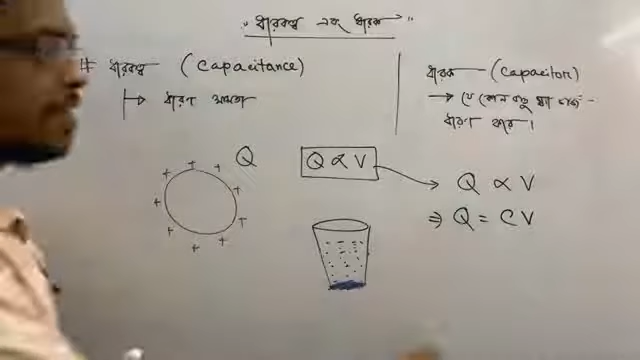 " ধারকত্ব এবং ধারক "
# ধারকত্ব (Capacitance)
→ ধারণ ক্ষমতা
ধারক (Capacitor)
→ যে কোন বস্তু যা চার্জ
ধারণ করে।
Q
Q ∝ V
Q ∝ V
⇒ Q = CV